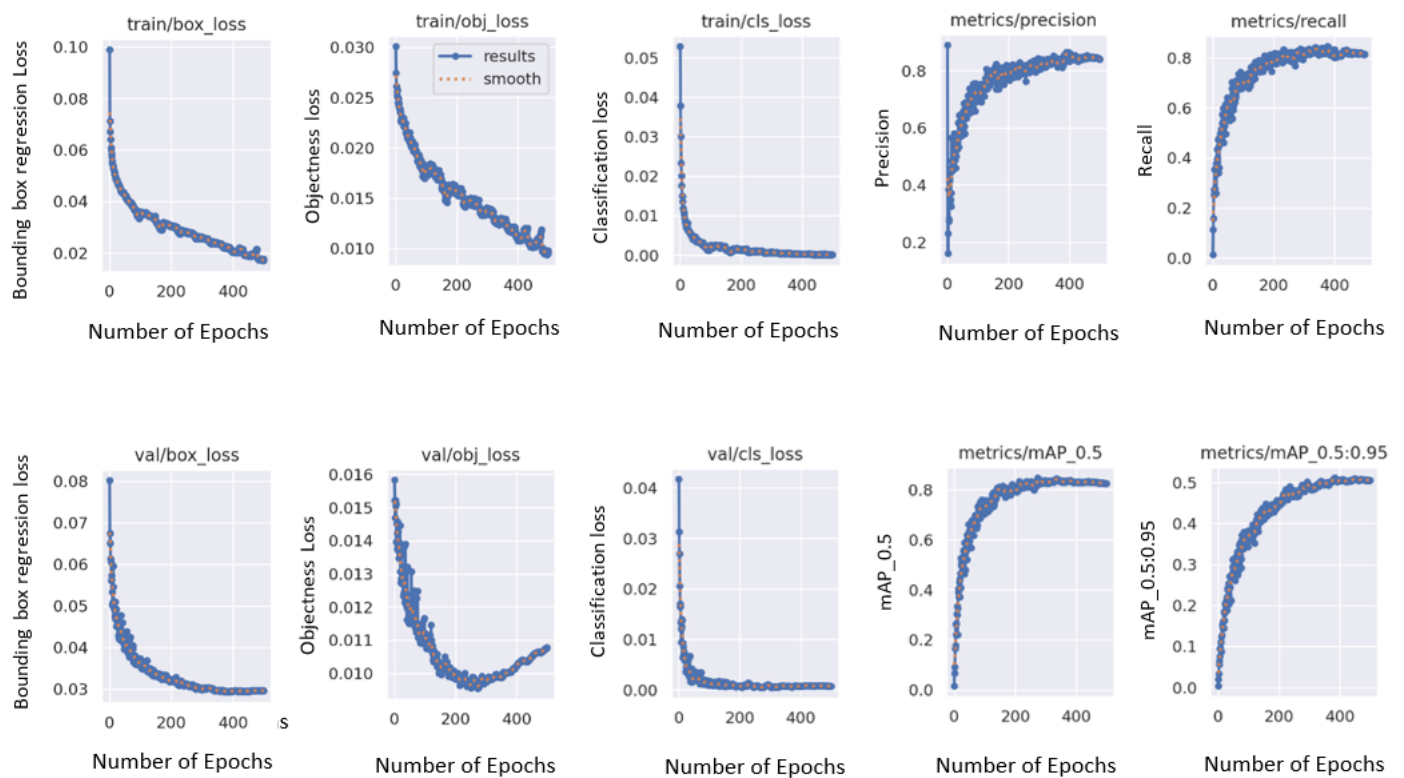 train/box_loss
Bounding box regression Loss
0.10
0.08
0.06
0.04
0.02
0 200 400
Number of Epochs
train/obj_loss
Objectness loss
0.030
0.025
0.020
0.015
0.010
results
smooth
0 200 400
Number of Epochs
train/cls_loss
Classification loss
0.05
0.04
0.03
0.02
0.01
0.00
0 200 400
Number of Epochs
metrics/precision
Precision
0.8
0.6
0.4
0.2
0 200 400
Number of Epochs
metrics/recall
Recall
0.8
0.6
0.4
0.2
0.0
0 200 400
Number of Epochs
val/box_loss
Bounding box regression loss
0.08
0.07
0.06
0.05
0.04
0.03
0 200 400
ıs
Number of Epochs
val/obj_loss
Objectness Loss
0.016
0.015
0.014
0.013
0.012
0.011
0.010
0 200 400
Number of Epochs
val/cls_loss
Classification loss
0.04
0.03
0.02
0.01
0.00
0 200 400
Number of Epochs
metrics/mAP_0.5
mAP_0.5
0.8
0.6
0.4
0.2
0.0
0 200 400
Number of Epochs
metrics/mAP_0.5:0.95
mAP_0.5:0.95
0.5
0.4
0.3
0.2
0.1
0.0
0 200 400
Number of Epochs